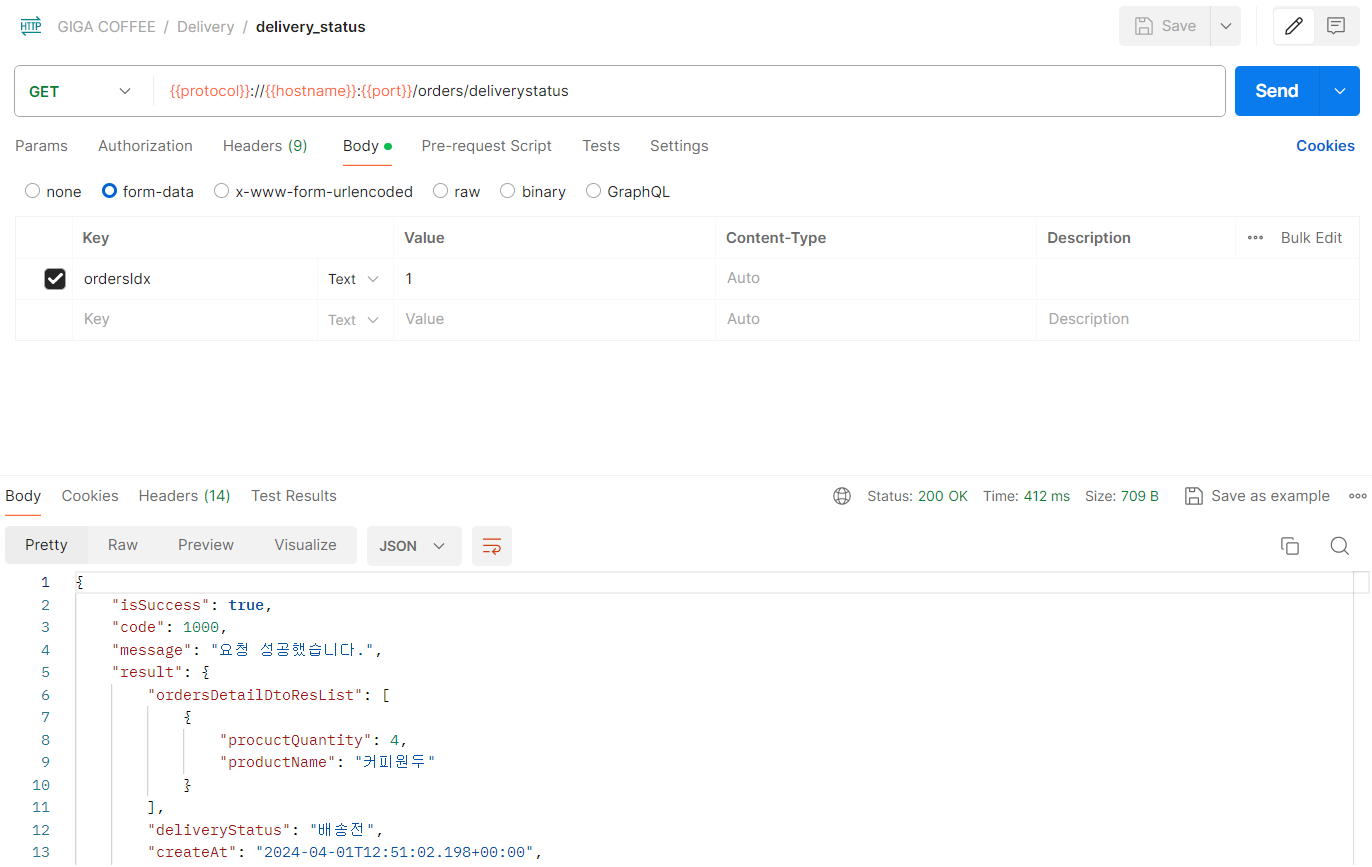 HTTP GIGA COFFEE / Delivery / delivery_status Save
GET {{protocol}}://{{hostname}}:{{port}}/orders/deliverystatus Send
Params Authorization Headers (9) Body Pre-request Script Tests Settings Cookies
none form-data x-www-form-urlencoded raw binary GraphQL
Key Value Content-Type Description Bulk Edit
ordersIdx Text 1 Auto
Key Text Value Auto Description
Body Cookies Headers (14) Test Results Status: 200 OK Time: 412 ms Size: 709 B Save as example
Pretty Raw Preview Visualize JSON
1 {
2 "isSuccess": true,
3 "code": 1000,
4 "message": "요청 성공했습니다.",
5 "result": {
6 "ordersDetailDtoResList": [
7 {
8 "procuctQuantity": 4,
9 "productName": "커피원두"
10 }
11 ],
12 "deliveryStatus": "배송전",
13 "createAt": "2024-04-01T12:51:02.198+00:00",